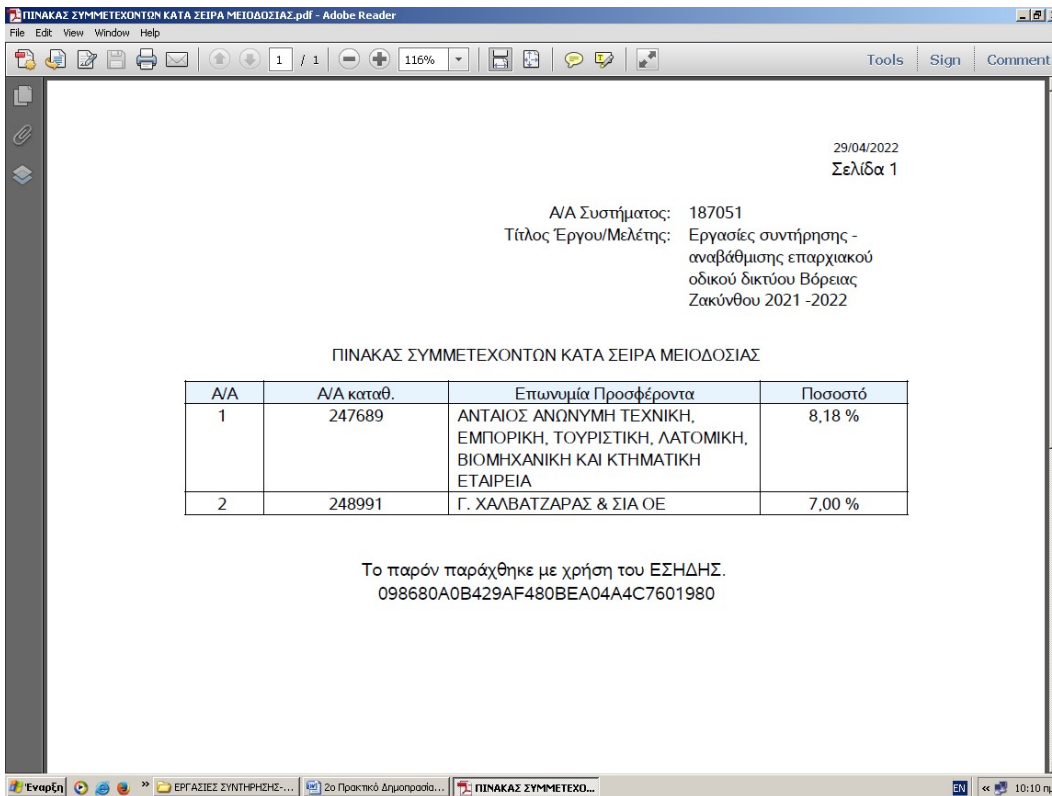 ΠΙΝΑΚΑΣ ΣΥΜΜΕΤΕΧΟΝΤΩΝ ΚΑΤΑ ΣΕΙΡΑ ΜΕΙΟΔΟΣΙΑΣ.pdf - Adobe Reader
File Edit View Window Help
1 / 1 116% Tools Sign Comment
29/04/2022
Σελίδα 1
Α/Α Συστήματος: 187051
Τίτλος Έργου/Μελέτης: Εργασίες συντήρησης -
αναβάθμισης επαρχιακού
οδικού δικτύου Βόρειας
Ζακύνθου 2021 -2022
ΠΙΝΑΚΑΣ ΣΥΜΜΕΤΕΧΟΝΤΩΝ ΚΑΤΑ ΣΕΙΡΑ ΜΕΙΟΔΟΣΙΑΣ
Α/Α Α/Α καταθ. Επωνυμία Προσφέροντα Ποσοστό
1 247689 ΑΝΤΑΙΟΣ ΑΝΩΝΥΜΗ ΤΕΧΝΙΚΗ, 8,18 %
ΕΜΠΟΡΙΚΗ, ΤΟΥΡΙΣΤΙΚΗ, ΛΑΤΟΜΙΚΗ,
ΒΙΟΜΗΧΑΝΙΚΗ ΚΑΙ ΚΤΗΜΑΤΙΚΗ
ΕΤΑΙΡΕΙΑ
2 248991 Γ. ΧΑΛΒΑΤΖΑΡΑΣ & ΣΙΑ ΟΕ 7,00 %
Το παρόν παράχθηκε με χρήση του ΕΣΗΔΗΣ.
098680A0B429AF480BEA04A4C7601980
Έναρξη » ΕΡΓΑΣΙΕΣ ΣΥΝΤΗΡΗΣΗΣ-... 2ο Πρακτικό Δημοπρασία... ΠΙΝΑΚΑΣ ΣΥΜΜΕΤΕΧΟ... EN « 10:10 πμ